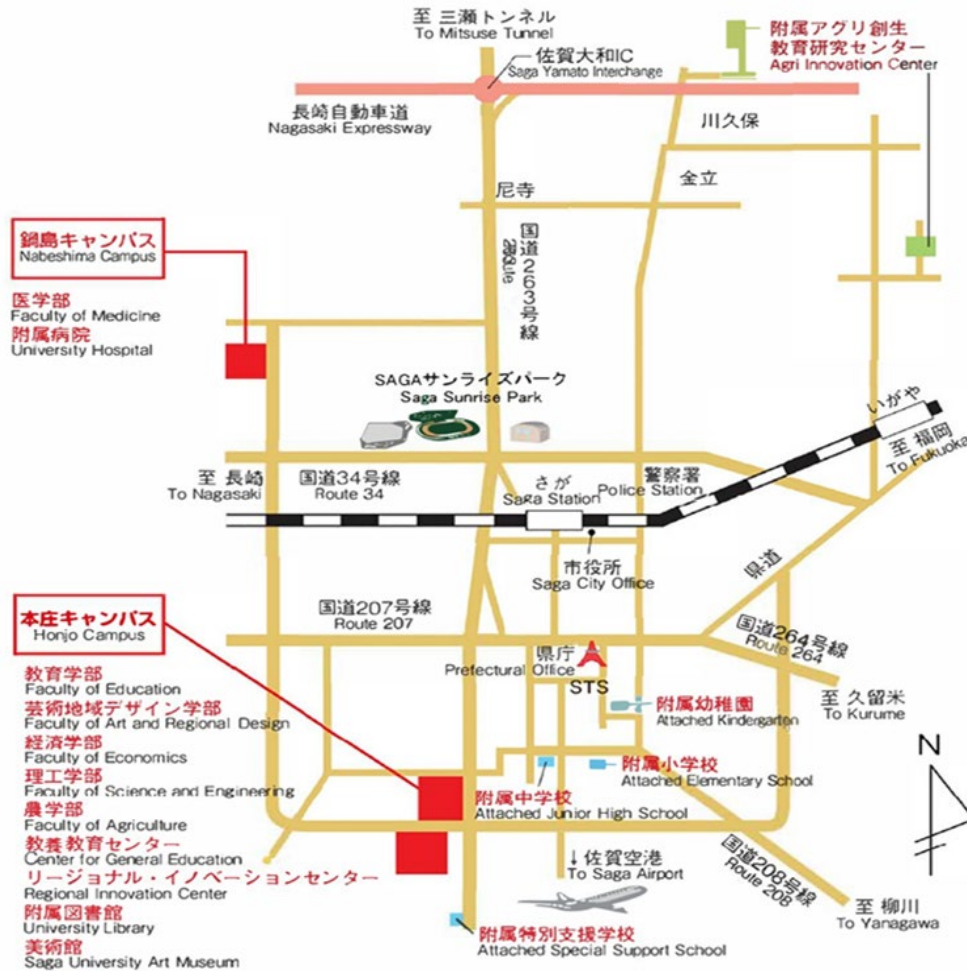 至 三瀬トンネル
To Mitsuse Tunnel
佐賀大和IC
Saga Yamato Interchange
附属アグリ創生
教育研究センター
Agri Innovation Center
長崎自動車道
Nagasaki Expressway
川久保
金立
尼寺
国道263号線
鍋島キャンパス
Nabeshima Campus
医学部
Faculty of Medicine
附属病院
University Hospital
SAGAサンライズパーク
Saga Sunrise Park
いがや
至 福岡
To Fukuoka
至 長崎
To Nagasaki
国道34号線
Route 34
さが
Saga Station
警察署
Police Station
市役所
Saga City Office
県道
本庄キャンパス
Honjo Campus
国道207号線
Route 207
県庁
Prefectural Office
STS
国道264号線
Route 264
至 久留米
To Kurume
教育学部
Faculty of Education
芸術地域デザイン学部
Faculty of Art and Regional Design
経済学部
Faculty of Economics
理工学部
Faculty of Science and Engineering
農学部
Faculty of Agriculture
教養教育センター
Center for General Education
リージョナル・イノベーションセンター
Regional Innovation Center
附属図書館
University Library
美術館
Saga University Art Museum
附属幼稚園
Attached Kindergarten
附属小学校
Attached Elementary School
附属中学校
Attached Junior High School
N
↓佐賀空港
To Saga Airport
国道208号線
Route 208
至 柳川
To Yanagawa
附属特別支援学校
Attached Special Support School